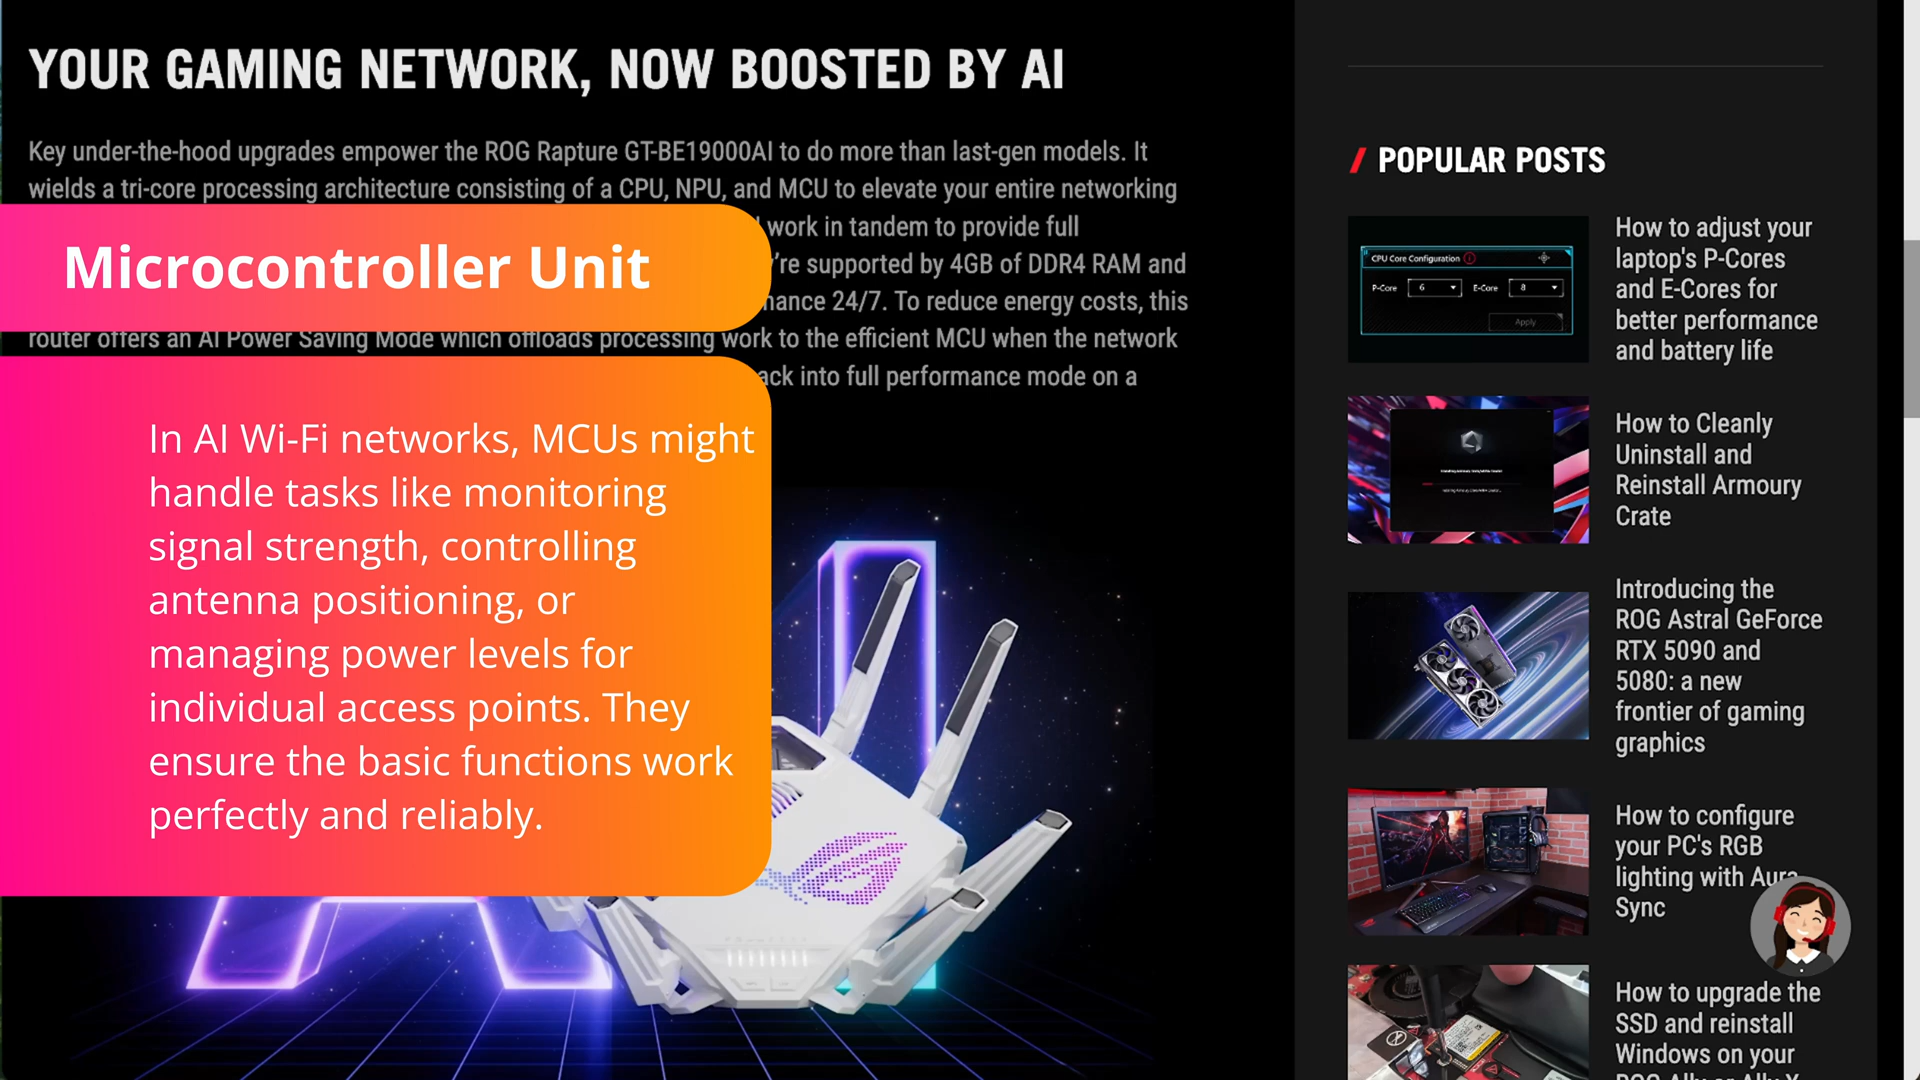 YOUR GAMING NETWORK, NOW BOOSTED BY AI
Key under-the-hood upgrades empower the ROG Rapture GT-BE19000AI to do more than last-gen models. It
wields a tri-core processing architecture consisting of a CPU, NPU, and MCU to elevate your entire networking
work in tandem to provide full
're supported by 4GB of DDR4 RAM and
24/7. To reduce energy costs, this
router offers an AI Power Saving Mode which offloads processing work to the efficient MCU when the network
into full performance mode on a
Microcontroller Unit
In AI Wi-Fi networks, MCUs might
handle tasks like monitoring
signal strength, controlling
antenna positioning, or
managing power levels for
individual access points. They
ensure the basic functions work
perfectly and reliably.
POPULAR POSTS
CPU Core Configuration
P-Core 6 E-Core 8
Apply
How to adjust your
laptop's P-Cores
and E-Cores for
better performance
and battery life
How to Cleanly
Uninstall and
Reinstall Armoury
Crate
Introducing the
ROG Astral GeForce
RTX 5090 and
5080: a new
frontier of gaming
graphics
How to configure
your PC's RGB
lighting with Aura
Sync
How to upgrade the
SSD and reinstall
Windows on your
ROG Ally or Ally X